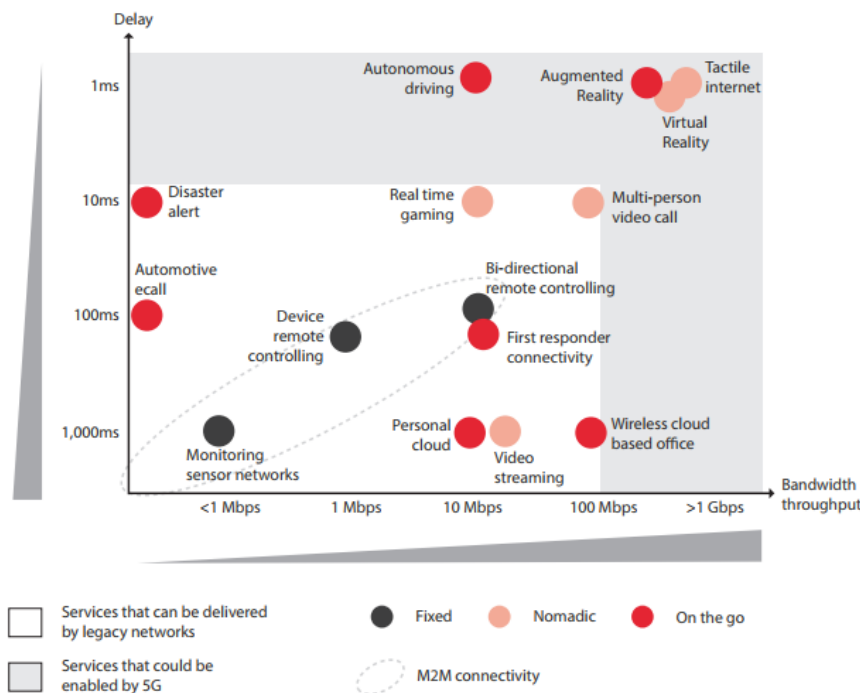 Delay
1ms
10ms
100ms
1,000ms
Autonomous
driving
Augmented
Reality
Tactile
internet
Virtual
Reality
Disaster
alert
Real time
gaming
Multi-person
video call
Automotive
ecall
Bi-directional
remote controlling
Device
remote
controlling
First responder
connectivity
Monitoring
sensor networks
Personal
cloud
Video
streaming
Wireless cloud
based office
<1 Mbps
1 Mbps
10 Mbps
100 Mbps
>1 Gbps
Bandwidth
throughput
Services that can be delivered
by legacy networks
Fixed
Nomadic
On the go
Services that could be
enabled by 5G
M2M connectivity